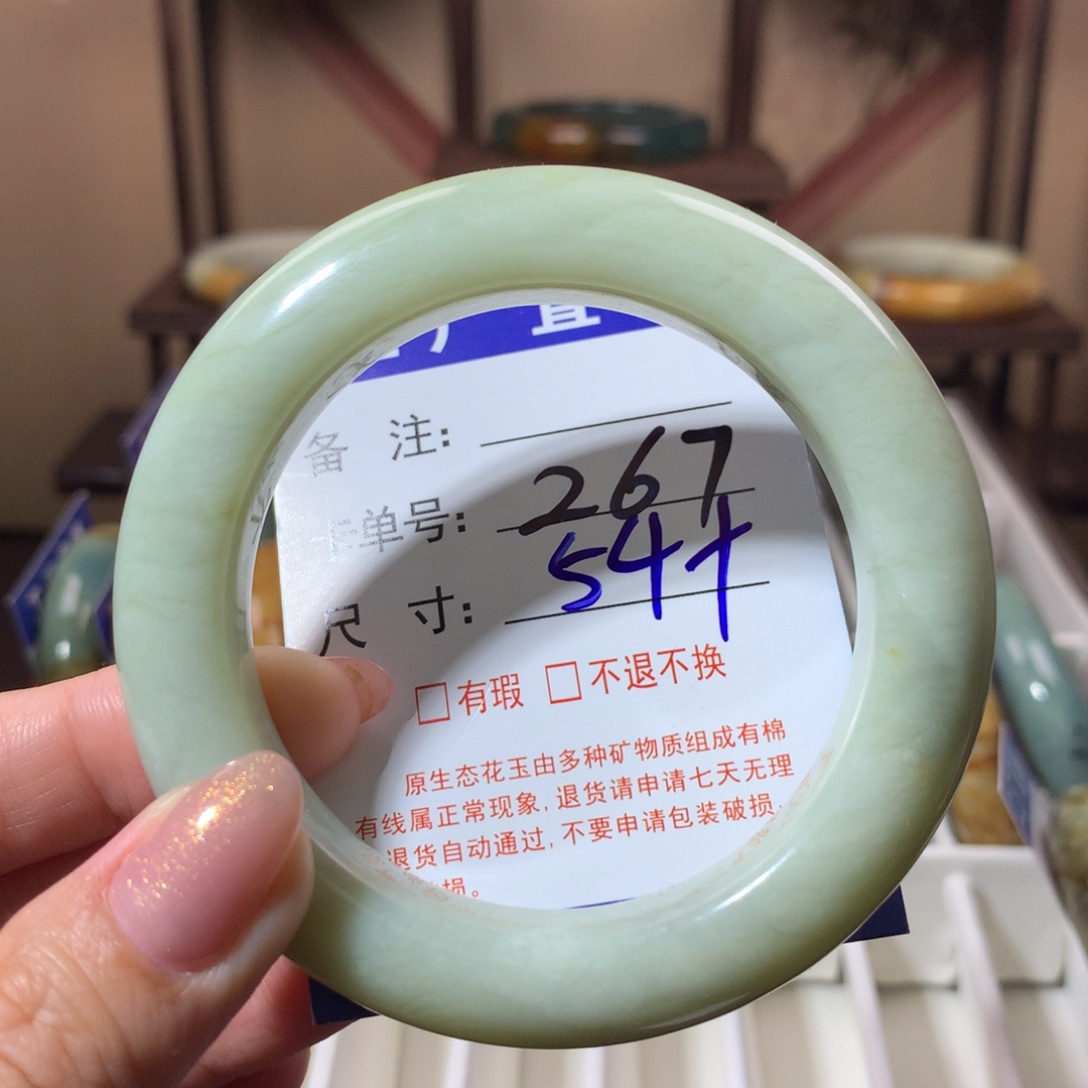 厂直
备 注:
单号: 267
尺 寸: 54+
□有瑕 □不退不换
原生态花玉由多种矿物质组成有棉
有线属正常现象,退货请申请七天无理
退货自动通过,不要申请包装破损,
损。